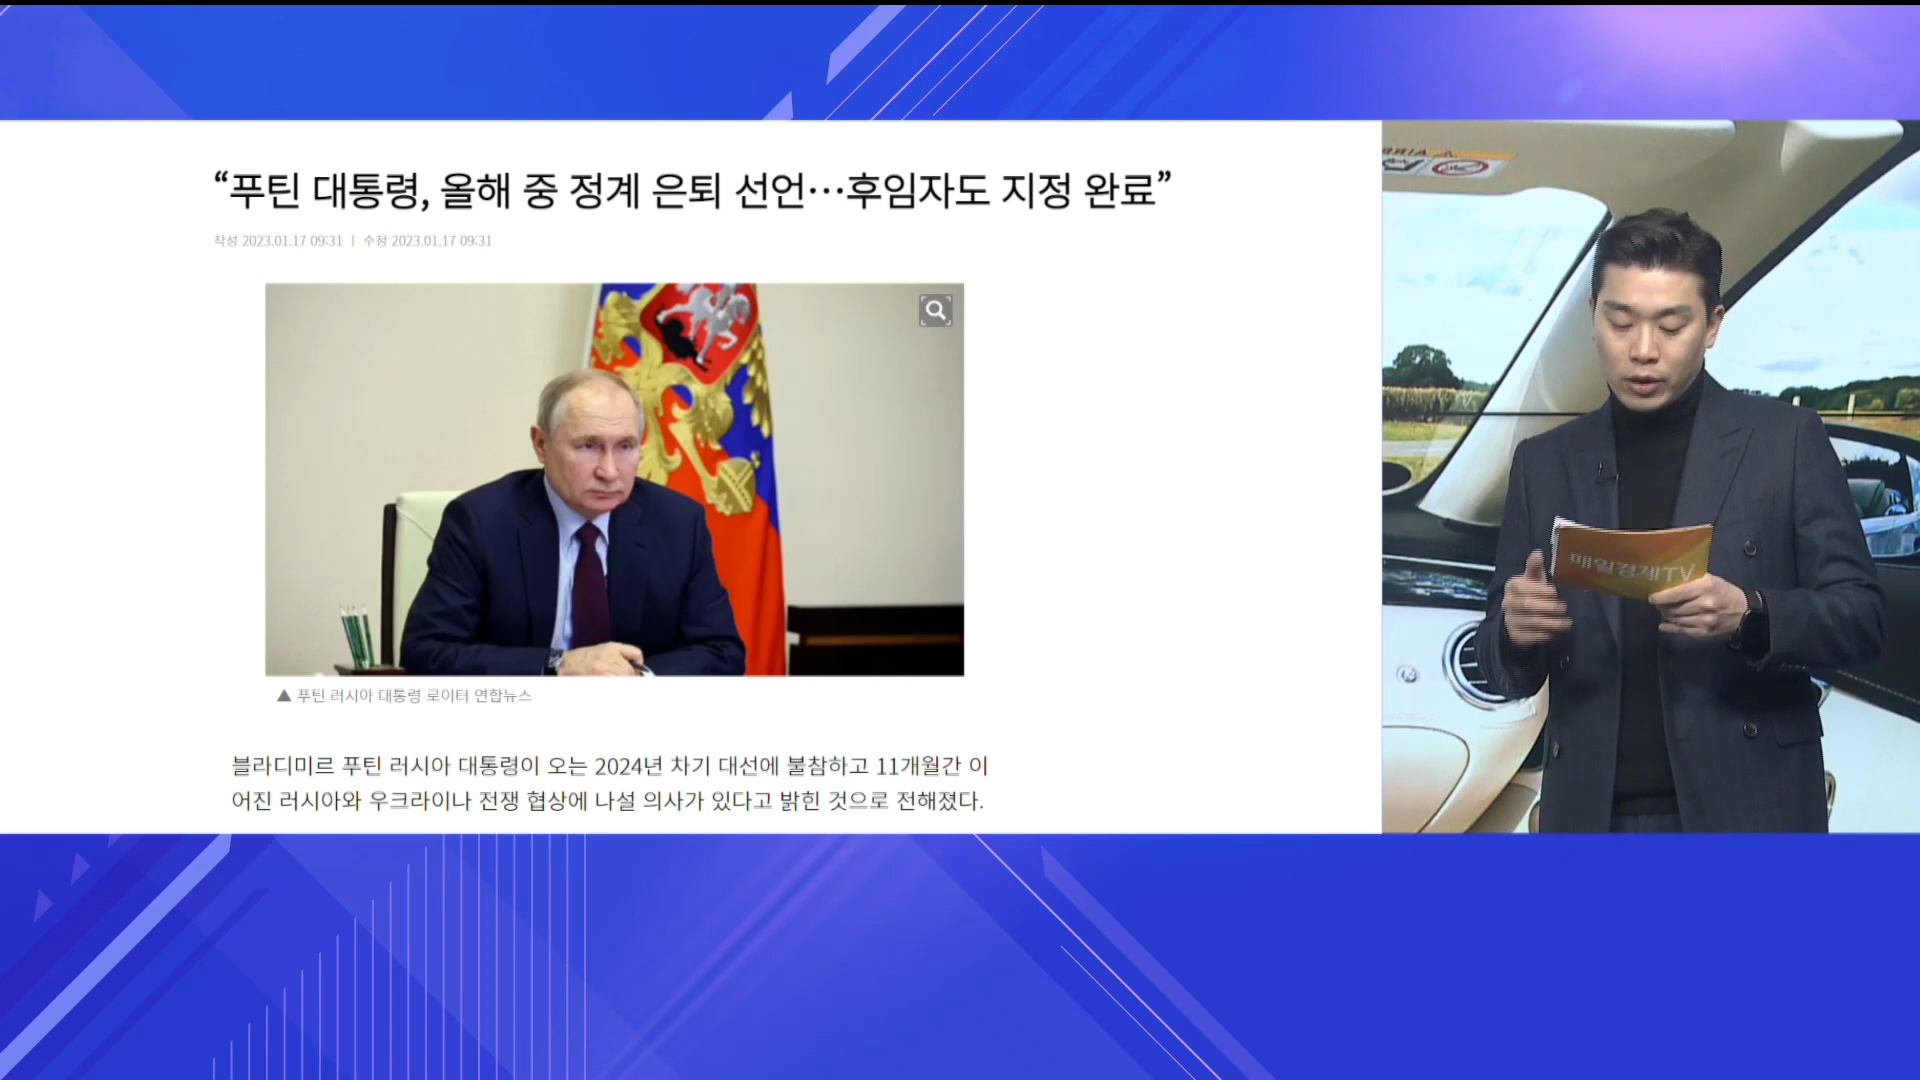 “푸틴 대통령, 올해 중 정계 은퇴 선언…후임자도 지정 완료”
작성 2023.01.17 09:31 ㅣ 수정 2023.01.17 09:31
▲ 푸틴 러시아 대통령 로이터 연합뉴스
블라디미르 푸틴 러시아 대통령이 오는 2024년 차기 대선에 불참하고 11개월간 이
어진 러시아와 우크라이나 전쟁 협상에 나설 의사가 있다고 밝힌 것으로 전해졌다.
매일경제TV